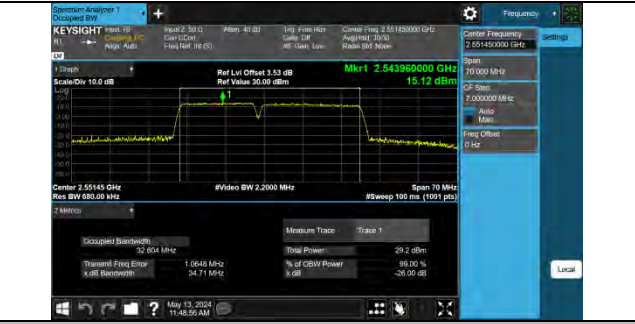 Spectrum Analyzer 1
Occupied BW
+
Frequency
KEYSIGHT
Input: RF
Coupling: DC
Align: Auto
Input Z: 50 Ω
Corr CCorr
Freq Ref: Int (S)
Atten: 40 dB
Trig: Free Run
Gate: Off
#IF Gain: Low
Center Freq: 2.551450000 GHz
Avg|Hold: 30/30
Radio Std: None
Center Frequency
2.551450000 GHz
Settings
Span
70.000 MHz
CF Step
7.000000 MHz
Auto
Man
Freq Offset
0 Hz
1 Graph
Scale/Div 10.0 dB
Log
Ref Lvl Offset 3.53 dB
Ref Value 30.00 dBm
Mkr1 2.543960000 GHz
15.12 dBm
1
Center 2.55145 GHz
Res BW 680.00 kHz
#Video BW 2.2000 MHz
Span 70 MHz
#Sweep 100 ms (1001 pts)
2 Metrics
Measure Trace
Trace 1
Occupied Bandwidth
32.604 MHz
Total Power
29.2 dBm
Transmit Freq Error
1.0648 MHz
% of OBW Power
99.00 %
x dB Bandwidth
34.71 MHz
x dB
-26.00 dB
Local
?
May 13, 2024
11:48:56 AM